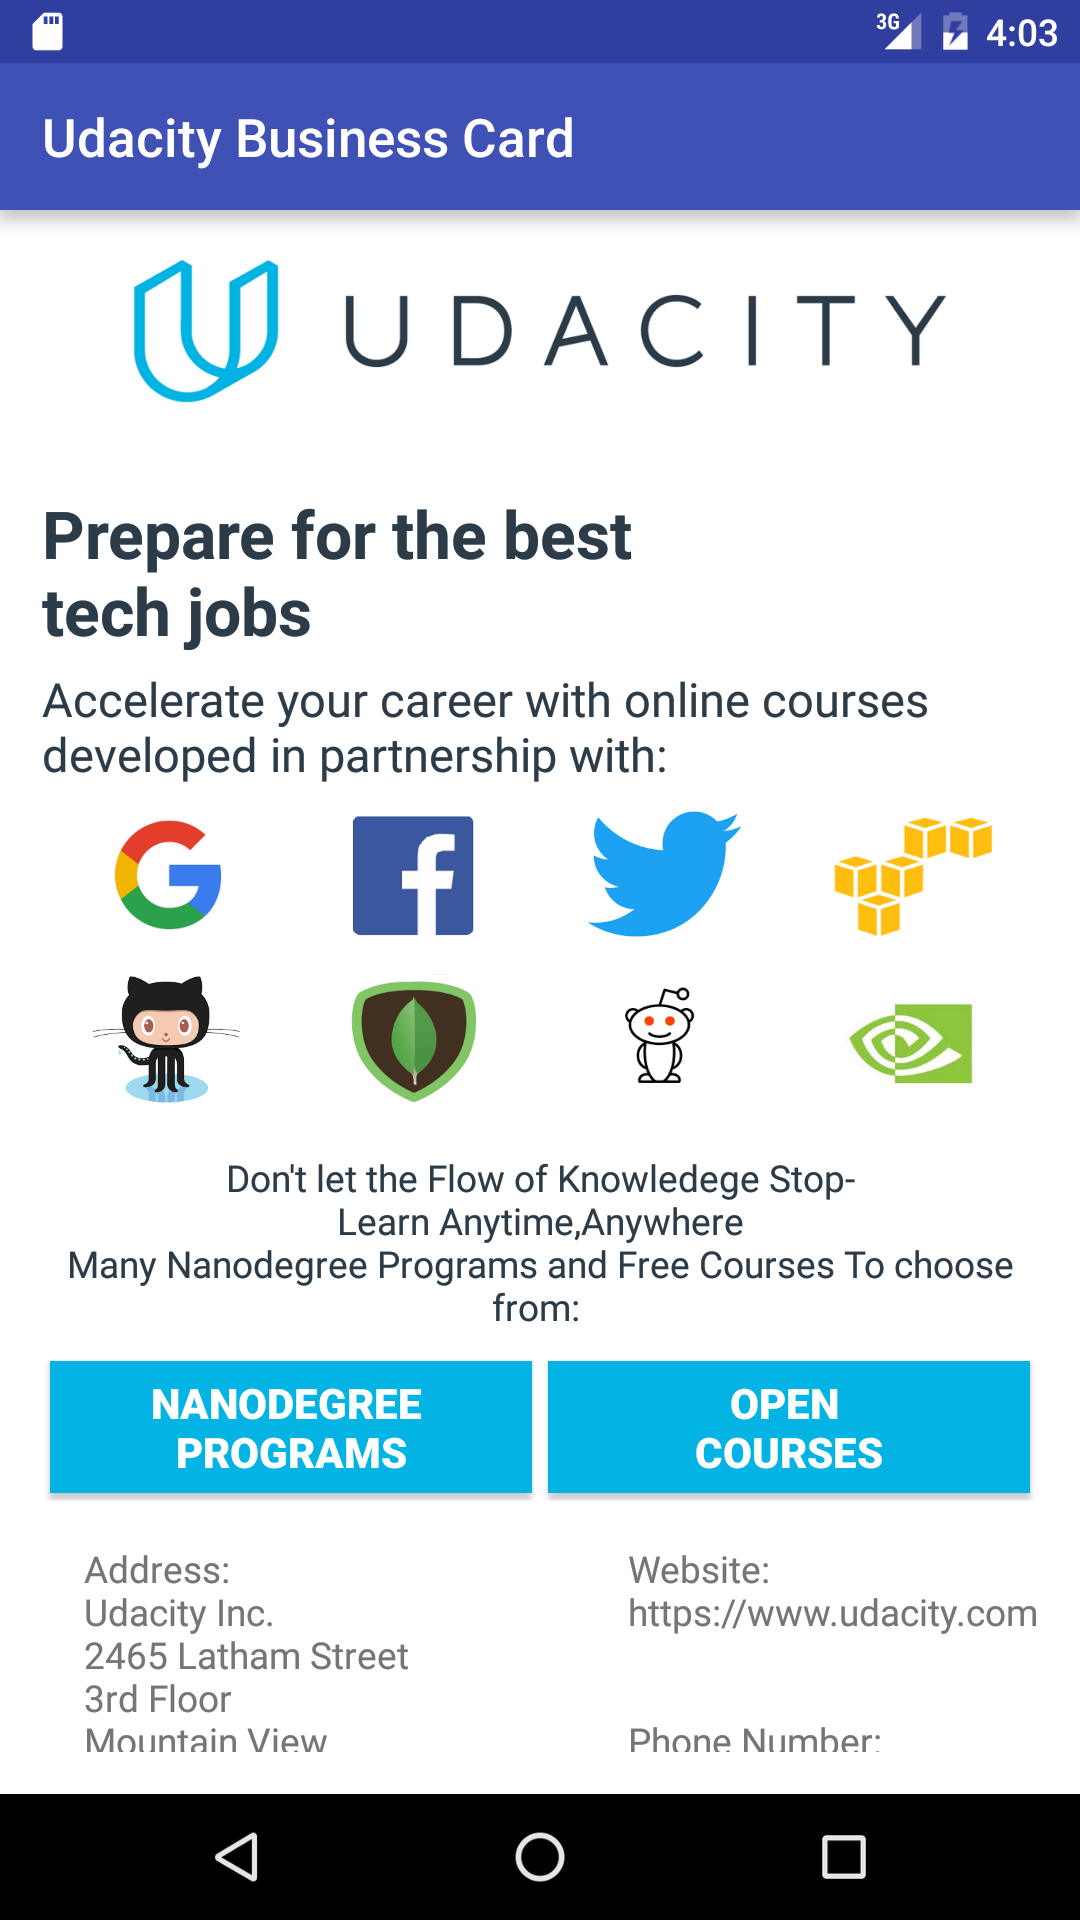 3G 4:03
Udacity Business Card
UDACITY
Prepare for the best
tech jobs
Accelerate your career with online courses
developed in partnership with:
Don't let the Flow of Knowledege Stop-
Learn Anytime,Anywhere
Many Nanodegree Programs and Free Courses To choose
from:
NANODEGREE
PROGRAMS
OPEN
COURSES
Address:
Udacity Inc.
2465 Latham Street
3rd Floor
Mountain View
Website:
https://www.udacity.com
Phone Number: